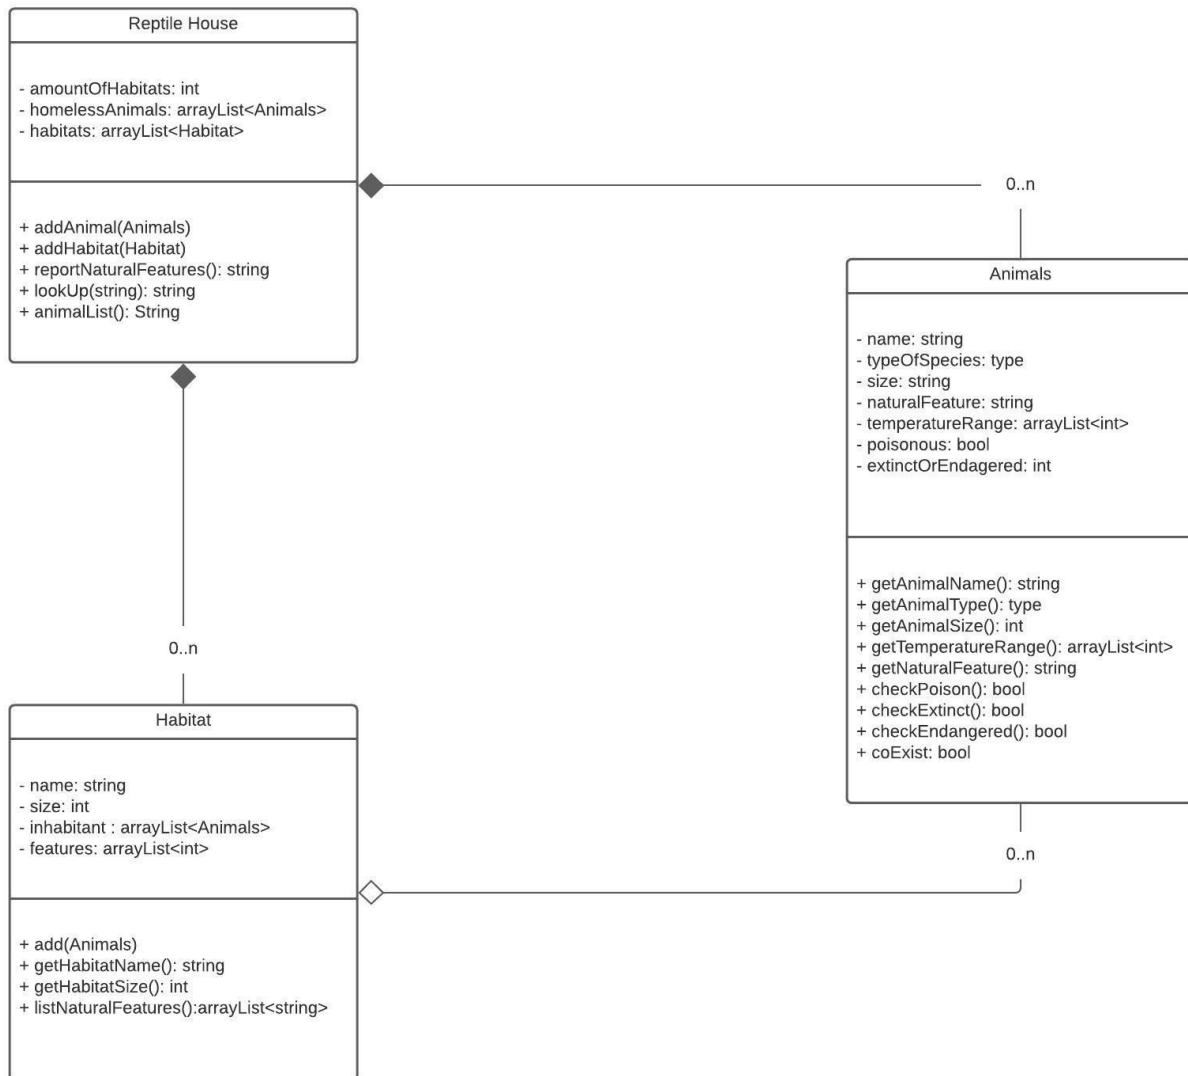 Reptile House
- amountOfHabitats: int
- homelessAnimals: arrayList<Animals>
- habitats: arrayList<Habitat>
+ addAnimal(Animals)
+ addHabitat(Habitat)
+ reportNaturalFeatures(): string
+ lookUp(string): string
+ animalList(): String
0..n
Animals
- name: string
- typeOfSpecies: type
- size: string
- naturalFeature: string
- temperatureRange: arrayList<int>
- poisonous: bool
- extinctOrEndagered: int
+ getAnimalName(): string
+ getAnimalType(): type
+ getAnimalSize(): int
+ getTemperatureRange(): arrayList<int>
+ getNaturalFeature(): string
+ checkPoison(): bool
+ checkExtinct(): bool
+ checkEndangered(): bool
+ coExist: bool
0..n
0..n
Habitat
- name: string
- size: int
- inhabitant : arrayList<Animals>
- features: arrayList<int>
+ add(Animals)
+ getHabitatName(): string
+ getHabitatSize(): int
+ listNaturalFeatures():arrayList<string>